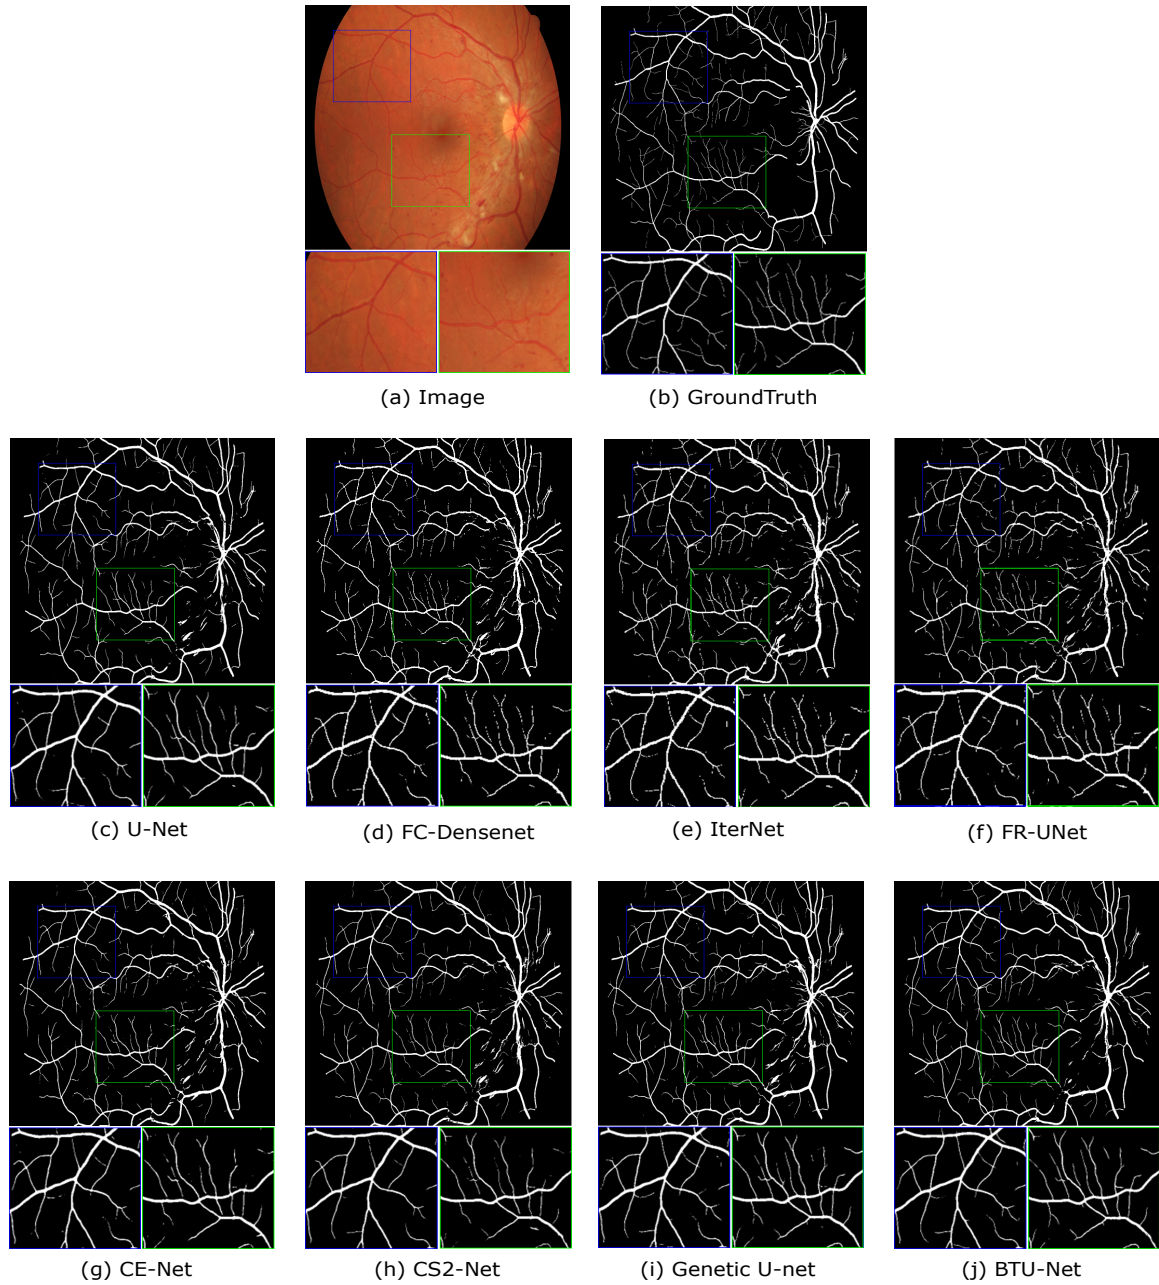 (a) Image
(b) GroundTruth
(c) U-Net
(d) FC-Densenet
(e) IterNet
(f) FR-UNet
(g) CE-Net
(h) CS2-Net
(i) Genetic U-net
(j) BTU-Net